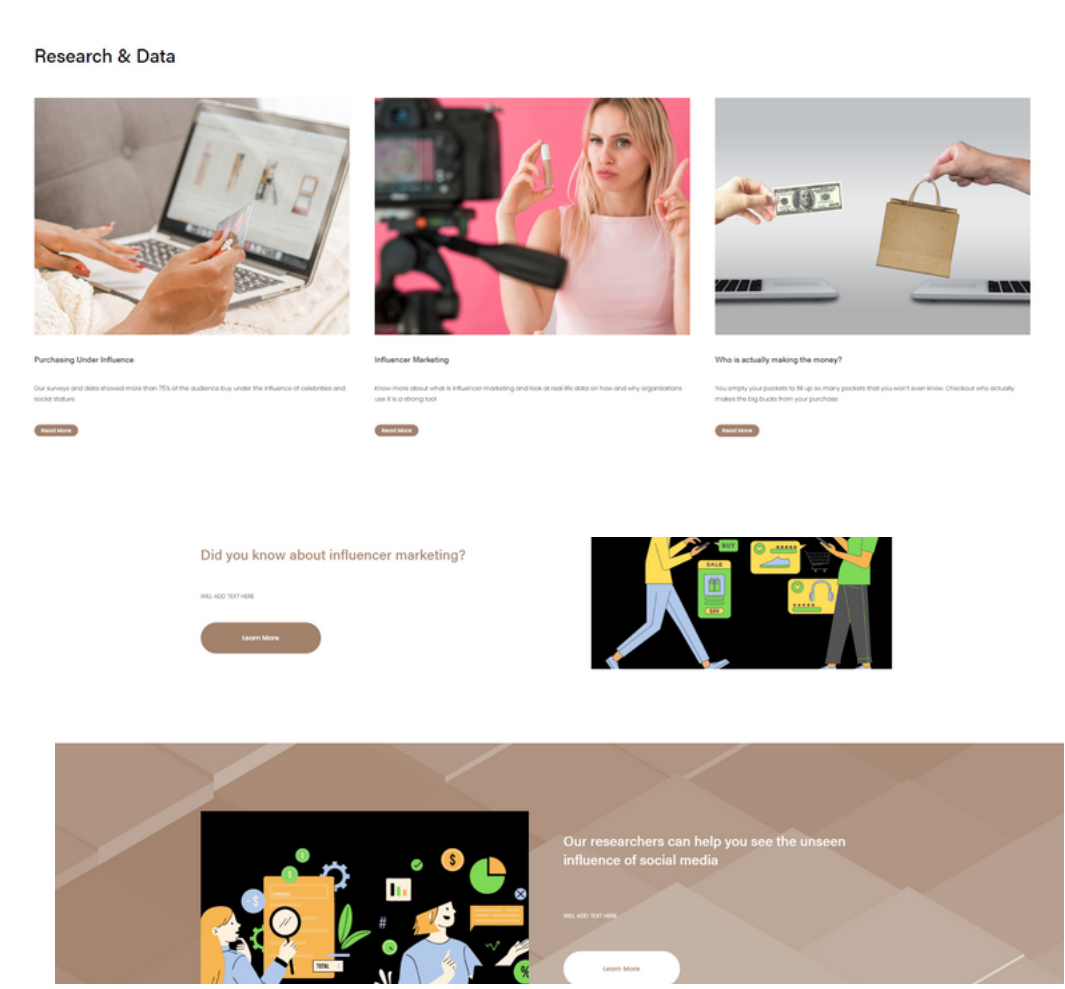 Research & Data
Purchasing Under Influence
Our surveys and data showed more than 75% of the audience buy under the influence of celebrities and
social stature
Read More
Influencer Marketing
Know more about what is influencer marketing and look at real life data on how and why organizations
use it is a strong tool
Read More
Who is actually making the money?
You empty your pockets to fill up so many pockets that you won't even know. Checkout who actually
makes the big bucks from your purchase
Read More
Did you know about influencer marketing?
WILL ADD TEXT HERE
Learn More
BUY
SALE
$00
Our researchers can help you see the unseen
influence of social media
WILL ADD TEXT HERE
Learn More
$
$
$
$
#
TOTAL
%